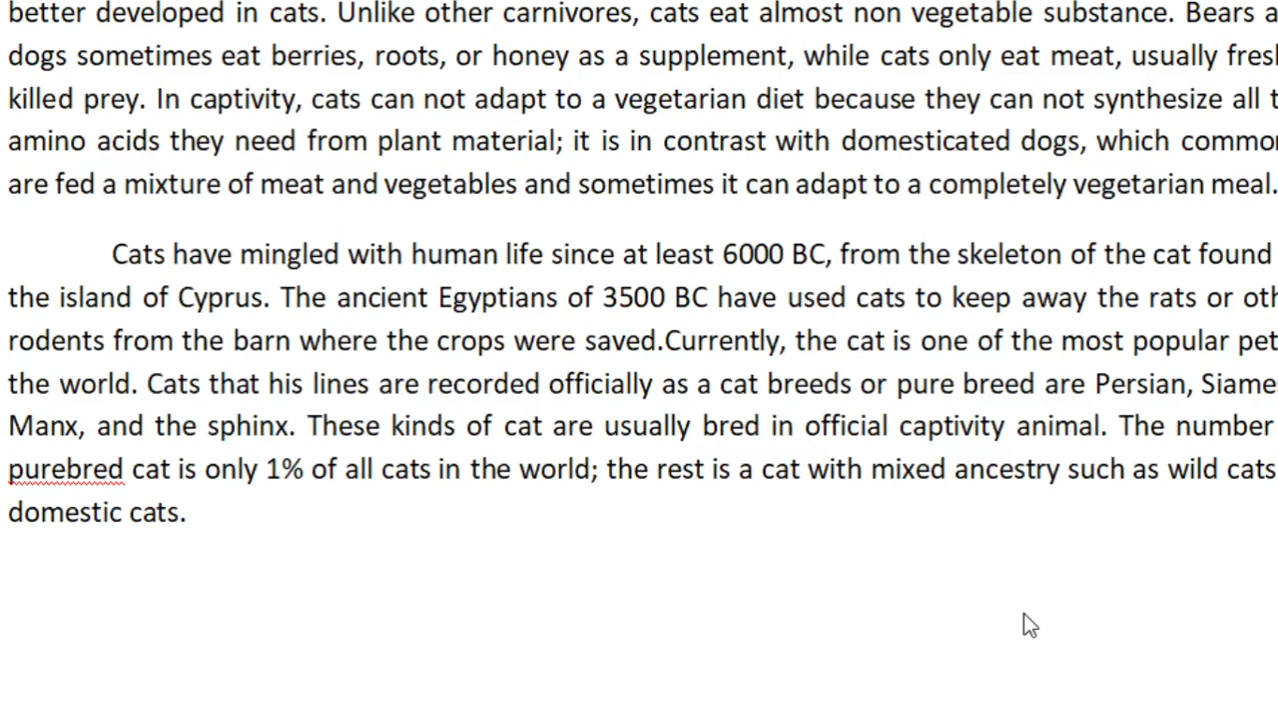 better developed in cats. Unlike other carnivores, cats eat almost non vegetable substance. Bears
dogs sometimes eat berries, roots, or honey as a supplement, while cats only eat meat, usually
killed prey. In captivity, cats can not adapt to a vegetarian diet because they can not synthesize all
amino acids they need from plant material; it is in contrast with domesticated dogs, which
are fed a mixture of meat and vegetables and sometimes it can adapt to a completely vegetarian meal.
Cats have mingled with human life since at least 6000 BC, from the skeleton of the cat found
the island of Cyprus. The ancient Egyptians of 3500 BC have used cats to keep away the rats or
rodents from the barn where the crops were saved.Currently, the cat is one of the most popular
the world. Cats that his lines are recorded officially as a cat breeds or pure breed are Persian,
Manx, and the sphinx. These kinds of cat are usually bred in official captivity animal. The number
purebred cat is only 1% of all cats in the world; the rest is a cat with mixed ancestry such as wild cats
domestic cats.